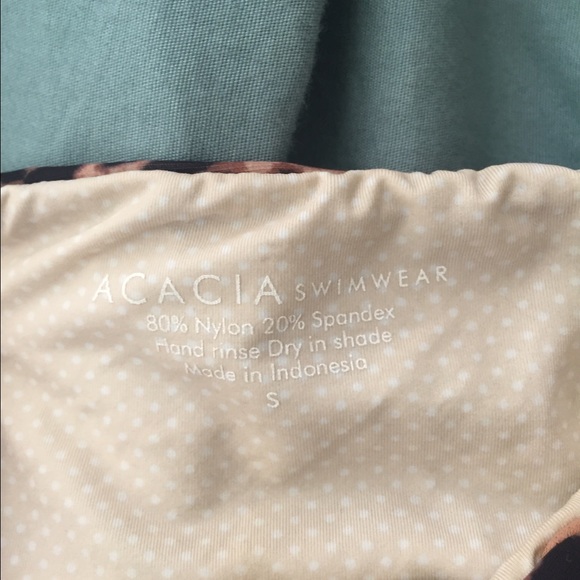 ACACIA SWIMWEAR
80% Nylon 20% Spandex
Hand rinse Dry in shade
Made in Indonesia
S